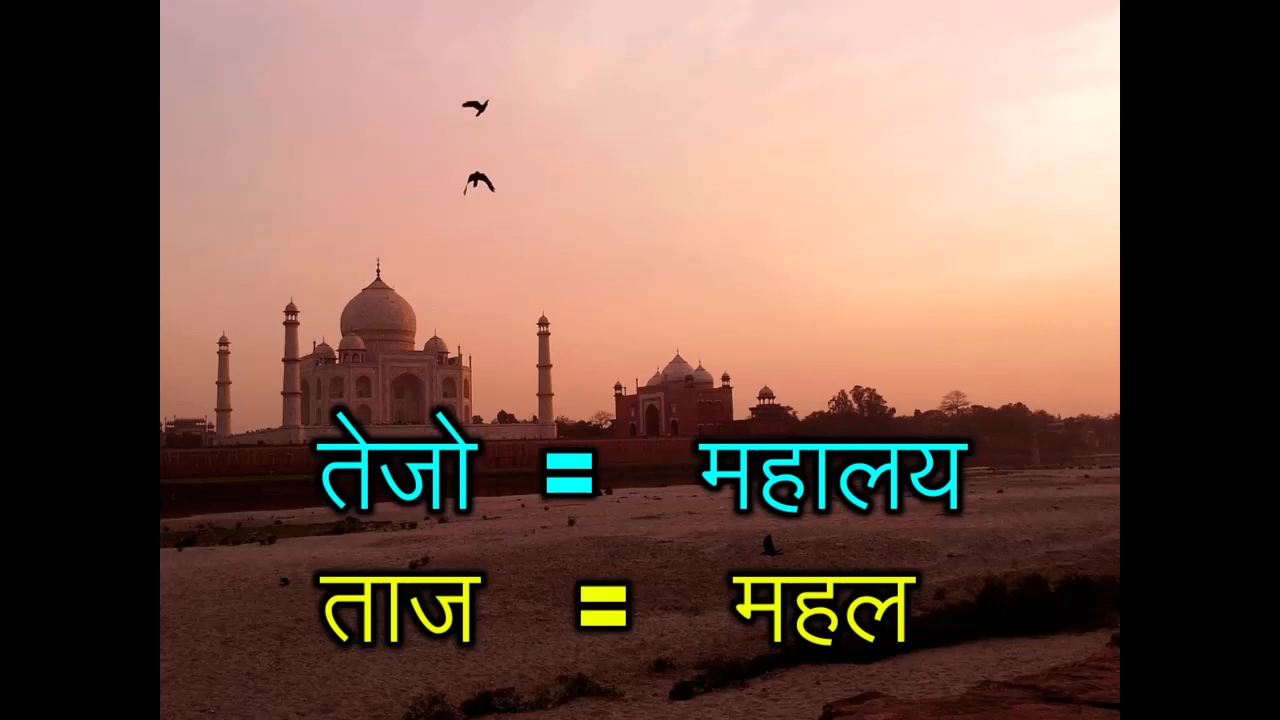 तेजो = महालय
ताज = महल